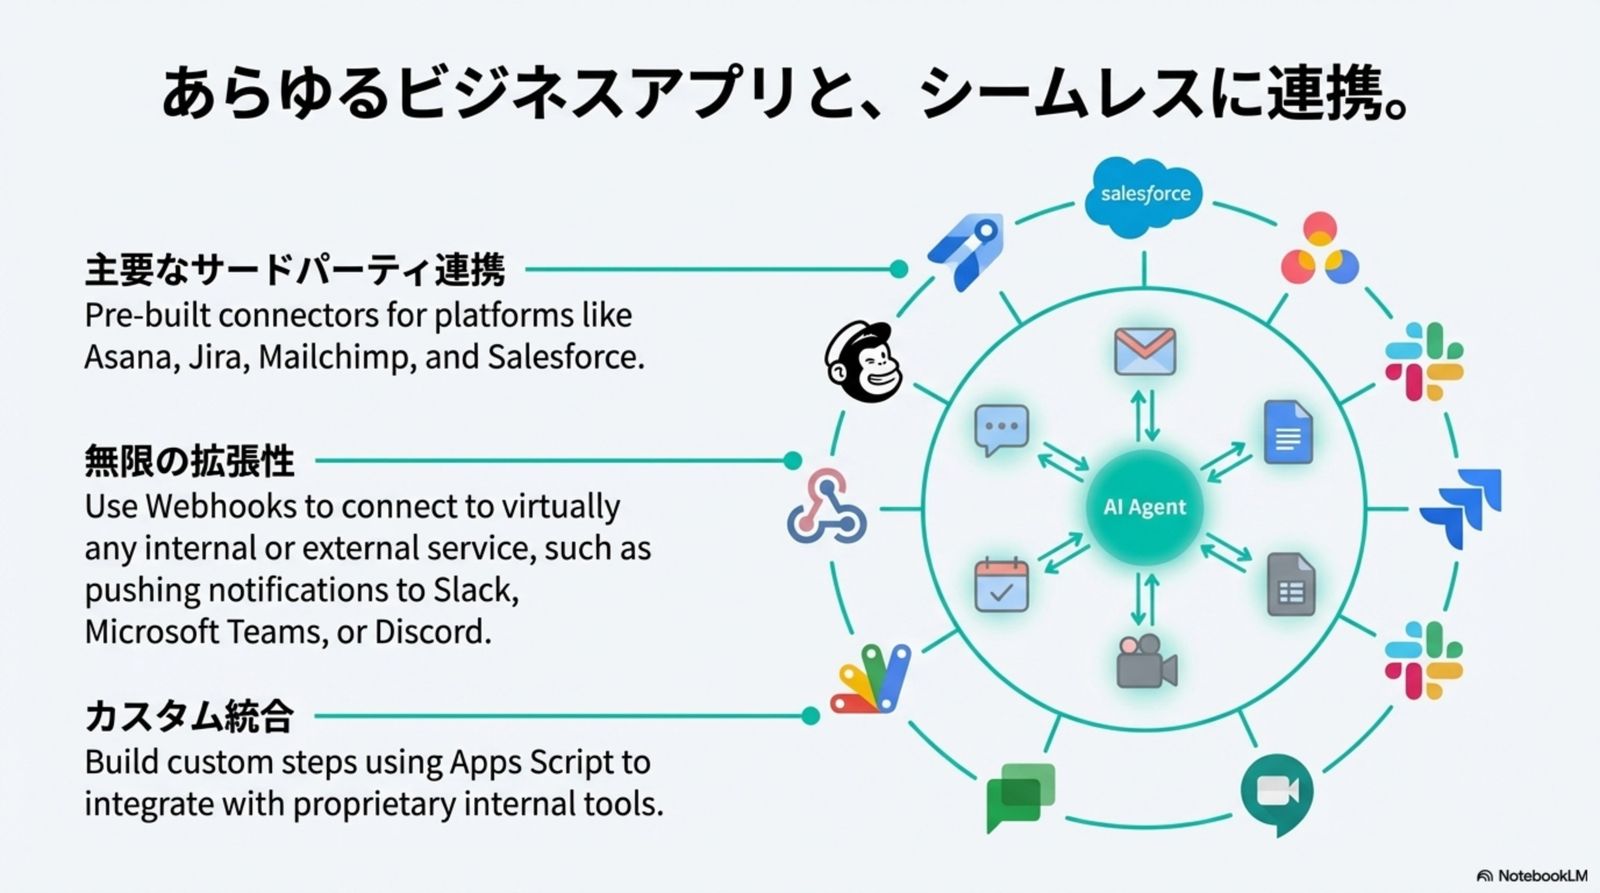 あらゆるビジネスアプリと、シームレスに連携。
主要なサードパーティ連携
Pre-built connectors for platforms like
Asana, Jira, Mailchimp, and Salesforce.
無限の拡張性
Use Webhooks to connect to virtually
any internal or external service, such as
pushing notifications to Slack,
Microsoft Teams, or Discord.
カスタム統合
Build custom steps using Apps Script to
integrate with proprietary internal tools.
salesforce
AI Agent
NotebookLM